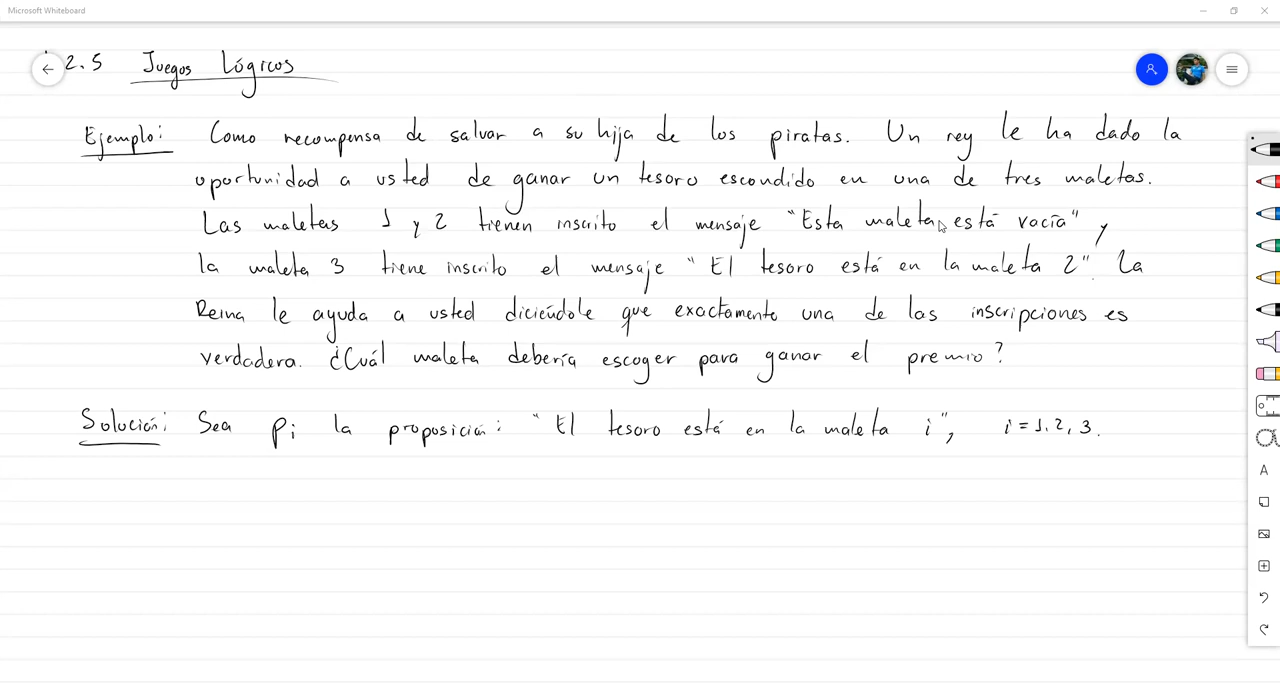 Microsoft Whiteboard
2.5 Juegos Lógicos
Ejemplo: Como recompensa de salvar a su hija de los piratas. Un rey le ha dado la
oportunidad a usted de ganar un tesoro escondido en una de tres maletas.
Las maletas 1 y 2 tienen inscrito el mensaje "Esta maleta está vacía" y
la maleta 3 tiene inscrito el mensaje "El tesoro está en la maleta 2". La
Reina le ayuda a usted diciéndole que exactamente una de las inscripciones es
verdadera. ¿Cuál maleta debería escoger para ganar el premio?
Solución: Sea Pi la proposición: "El tesoro está en la maleta i", i = 1, 2, 3.
A